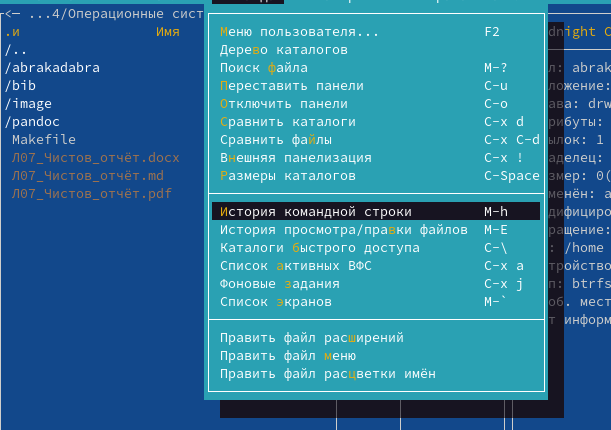 <— ...4/Операционные сист
.и Имя
/..
/abrakadabra
/bib
/image
/pandoc
Makefile
Л07_Чистов_отчёт.docx
Л07_Чистов_отчёт.md
Л07_Чистов_отчёт.pdf
Меню пользователя... F2
Дерево каталогов
Поиск файла M-?
Переставить панели C-u
Отключить панели C-o
Сравнить каталоги C-x d
Сравнить файлы C-x C-d
Внешняя панелизация C-x !
Размеры каталогов C-Space
История командной строки M-h
История просмотра/правки файлов M-E
Каталоги быстрого доступа C-\
Список активных ВФС C-x a
Фоновые задания C-x j
Список экранов M-`
Править файл расширений
Править файл меню
Править файл расцветки имён
dnight C
л: abrak
ложение:
ава: drw
рибуты:
ылок: 1
аделец:
змер: 0(
менён: а
дифициро
ращение:
: /home
тройство
п: btrfs
об. мест
т информ